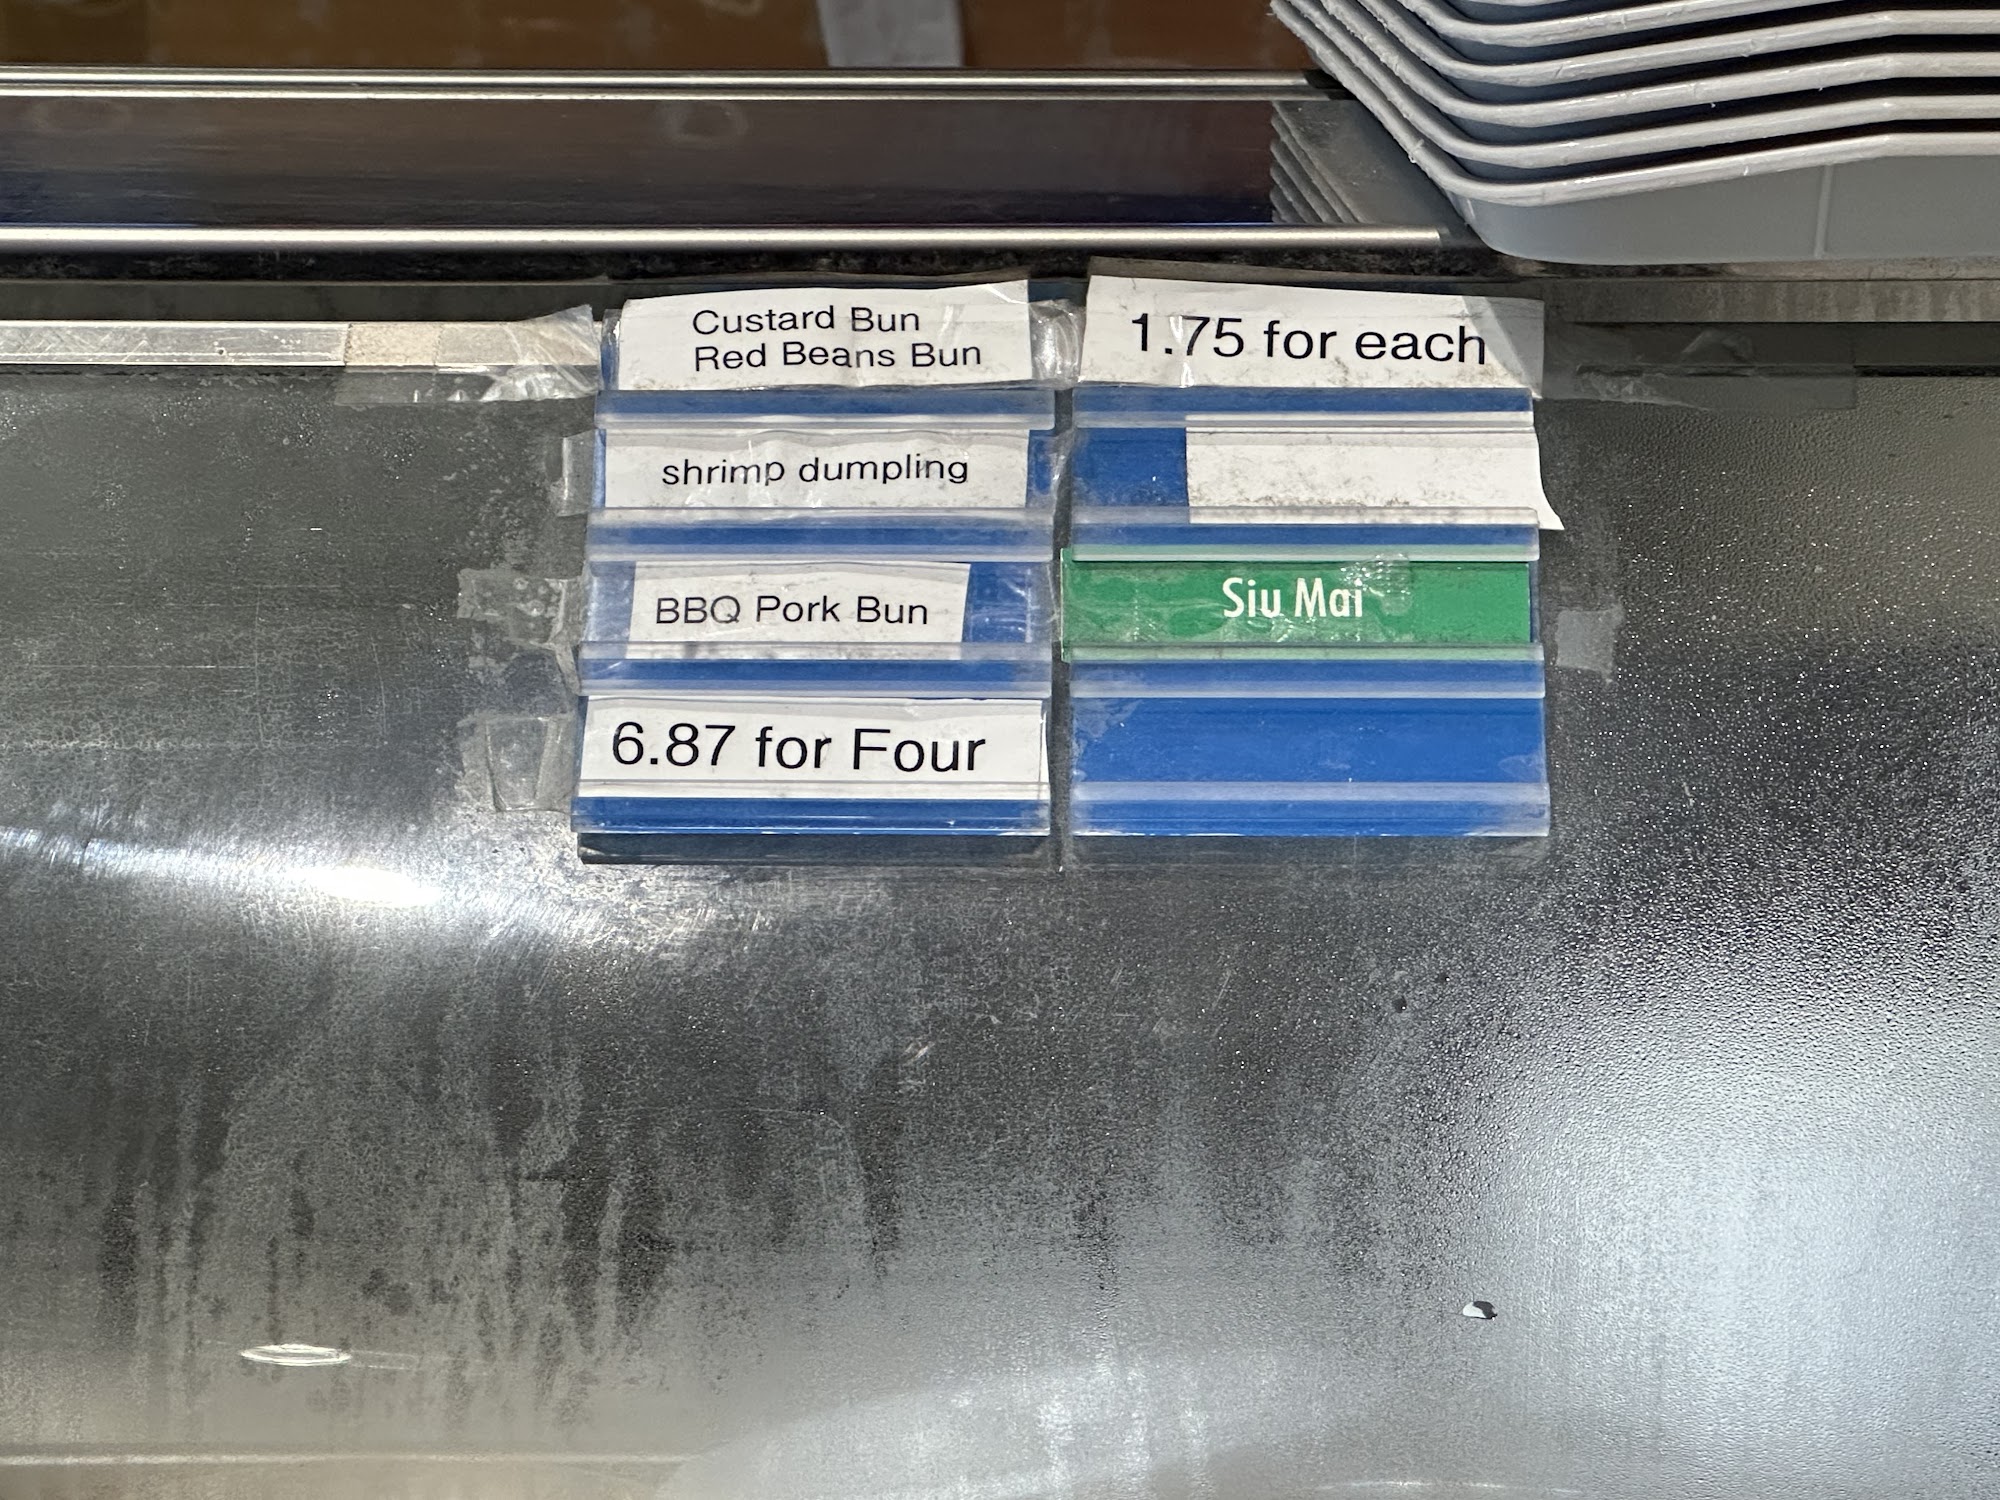 Custard Bun
Red Beans Bun
1.75 for each
shrimp dumpling
BBQ Pork Bun
Siu Mai
6.87 for Four